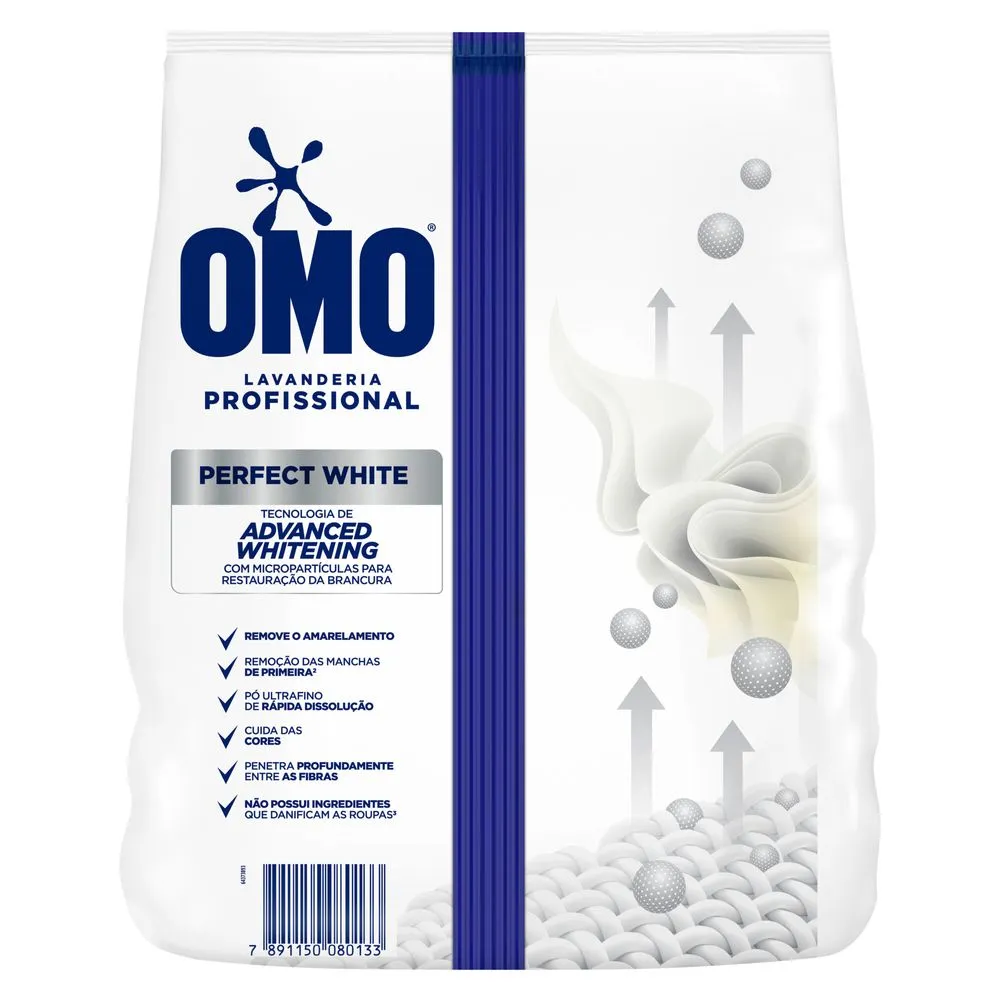 OMO®
LAVANDERIA
PROFISSIONAL
PERFECT WHITE
TECNOLOGIA DE
ADVANCED
WHITENING
COM MICROPARTÍCULAS PARA
RESTAURAÇÃO DA BRANCURA
REMOVE O AMARELAMENTO
REMOÇÃO DAS MANCHAS
DE PRIMEIRA²
PÓ ULTRAFINO
DE RÁPIDA DISSOLUÇÃO
CUIDA DAS
CORES
PENETRA PROFUNDAMENTE
ENTRE AS FIBRAS
NÃO POSSUI INGREDIENTES
QUE DANIFICAM AS ROUPAS³
7 891150 080133